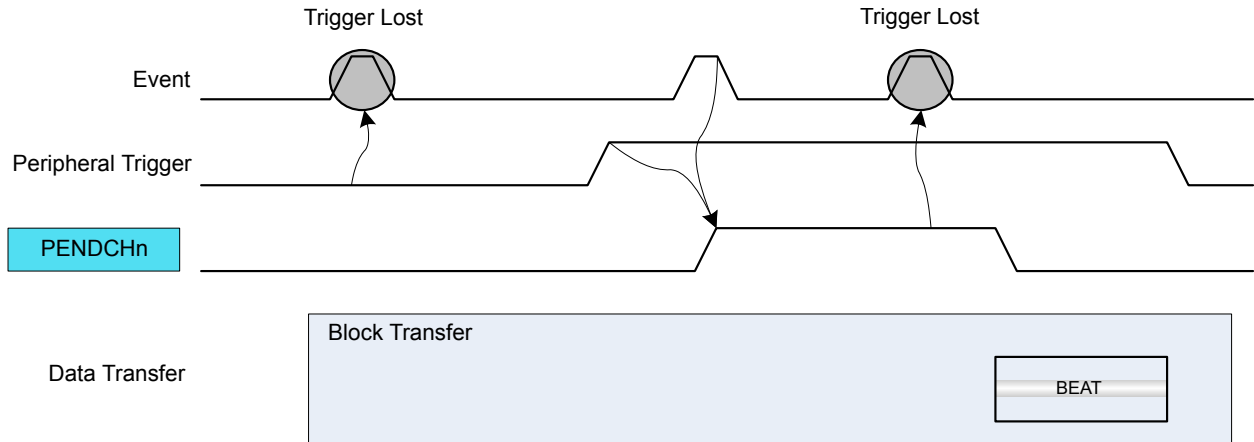 Trigger Lost
Trigger Lost
Event
Peripheral Trigger
PENDCHn
Block Transfer
Data Transfer
BEAT